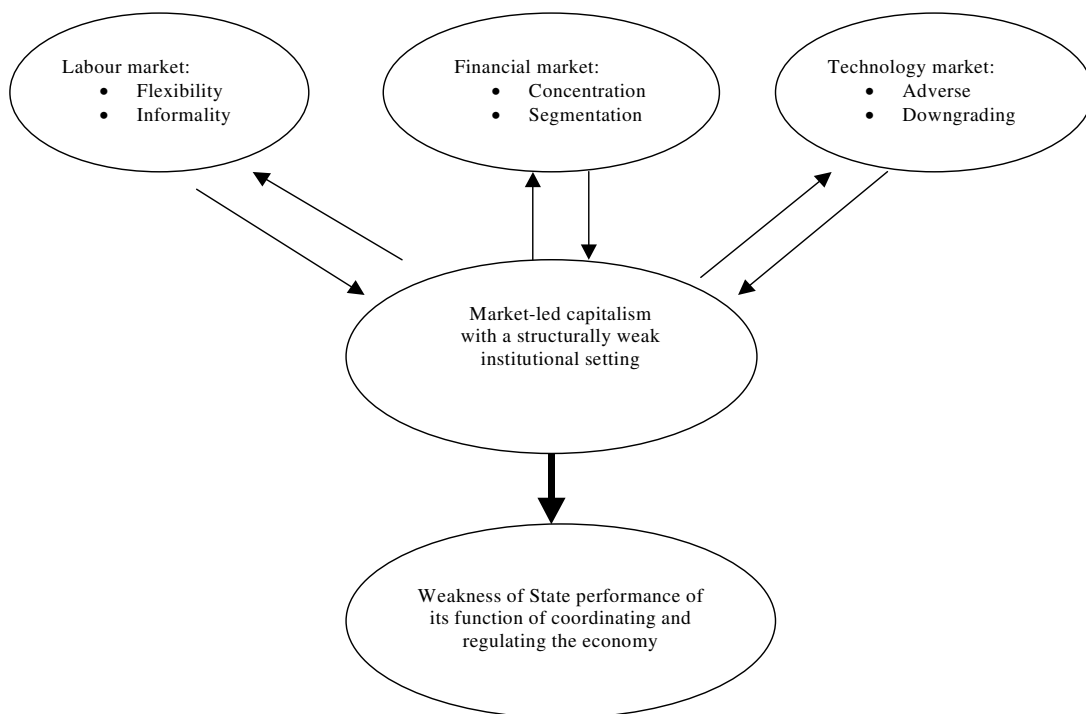 Labour market:
• Flexibility
• Informality
Financial market:
• Concentration
• Segmentation
Technology market:
• Adverse
• Downgrading
Market-led capitalism
with a structurally weak
institutional setting
Weakness of State performance of
its function of coordinating and
regulating the economy